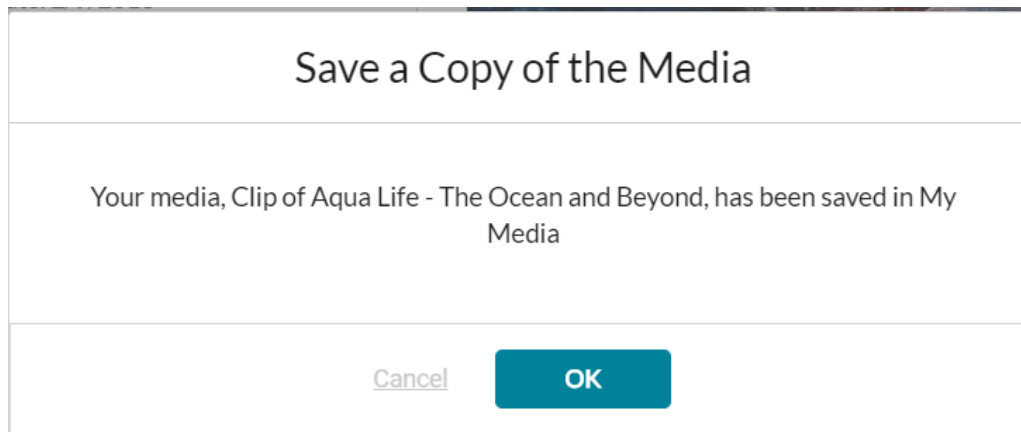 Save a Copy of the Media
Your media, Clip of Aqua Life - The Ocean and Beyond, has been saved in My
Media
Cancel
OK